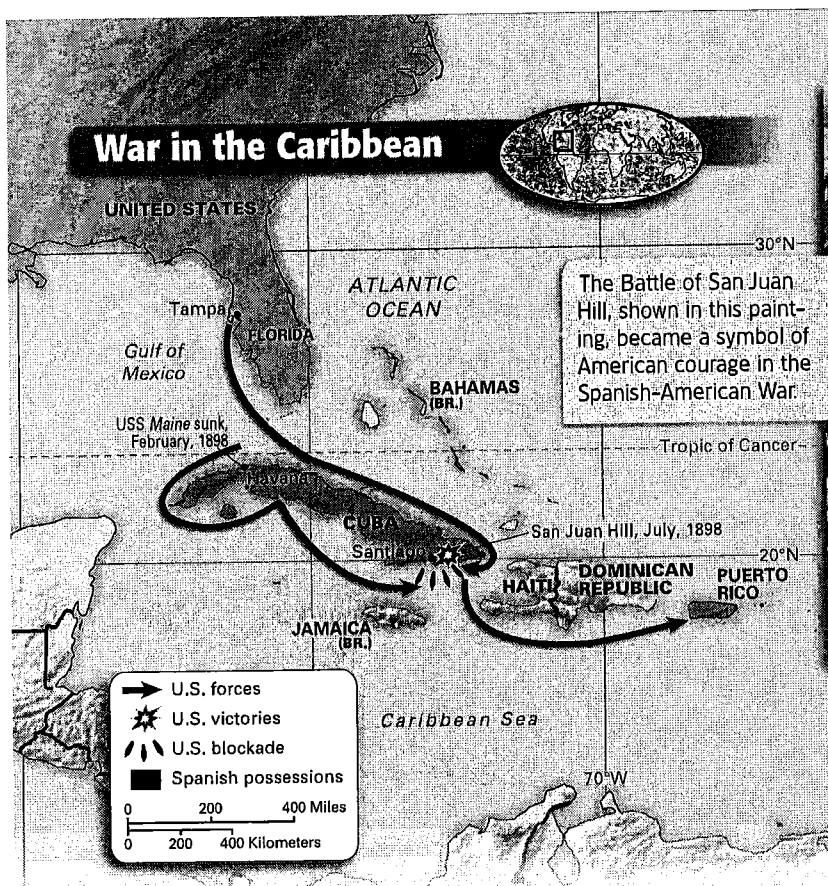 War in the Caribbean
UNITED STATES
30°N
ATLANTIC
OCEAN
The Battle of San Juan
Hill, shown in this paint-
ing, became a symbol of
American courage in the
Spanish-American War.
Tampa
FLORIDA
Gulf of
Mexico
BAHAMAS
(BR.)
USS Maine sunk,
February, 1898
Tropic of Cancer
Havana
CUBA
San Juan Hill, July, 1898
Santiago
20°N
HAITI
DOMINICAN
REPUBLIC
PUERTO
RICO
JAMAICA
(BR.)
U.S. forces
U.S. victories
U.S. blockade
Spanish possessions
0 200 400 Miles
0 200 400 Kilometers
Caribbean Sea
70°W